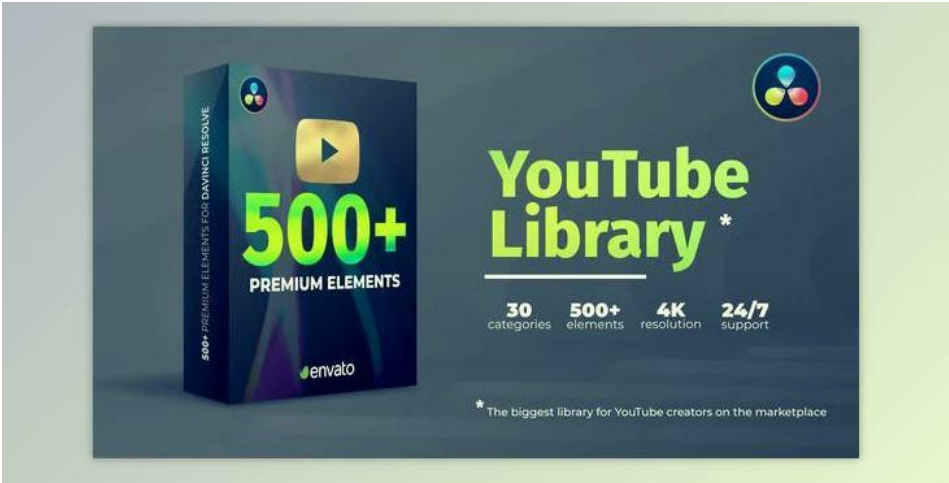 500+ PREMIUM ELEMENTS FOR DAVINCI RESOLVE
500+
PREMIUM ELEMENTS
envato
YouTube
Library *
30
categories
500+
elements
4K
resolution
24/7
support
* The biggest library for YouTube creators on the marketplace